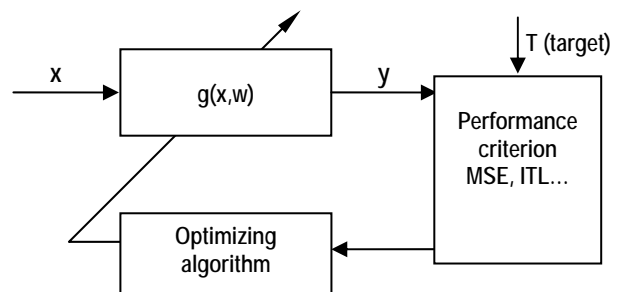 T (target)
x
g(x,w)
y
Performance
criterion
MSE, ITL…
Optimizing
algorithm